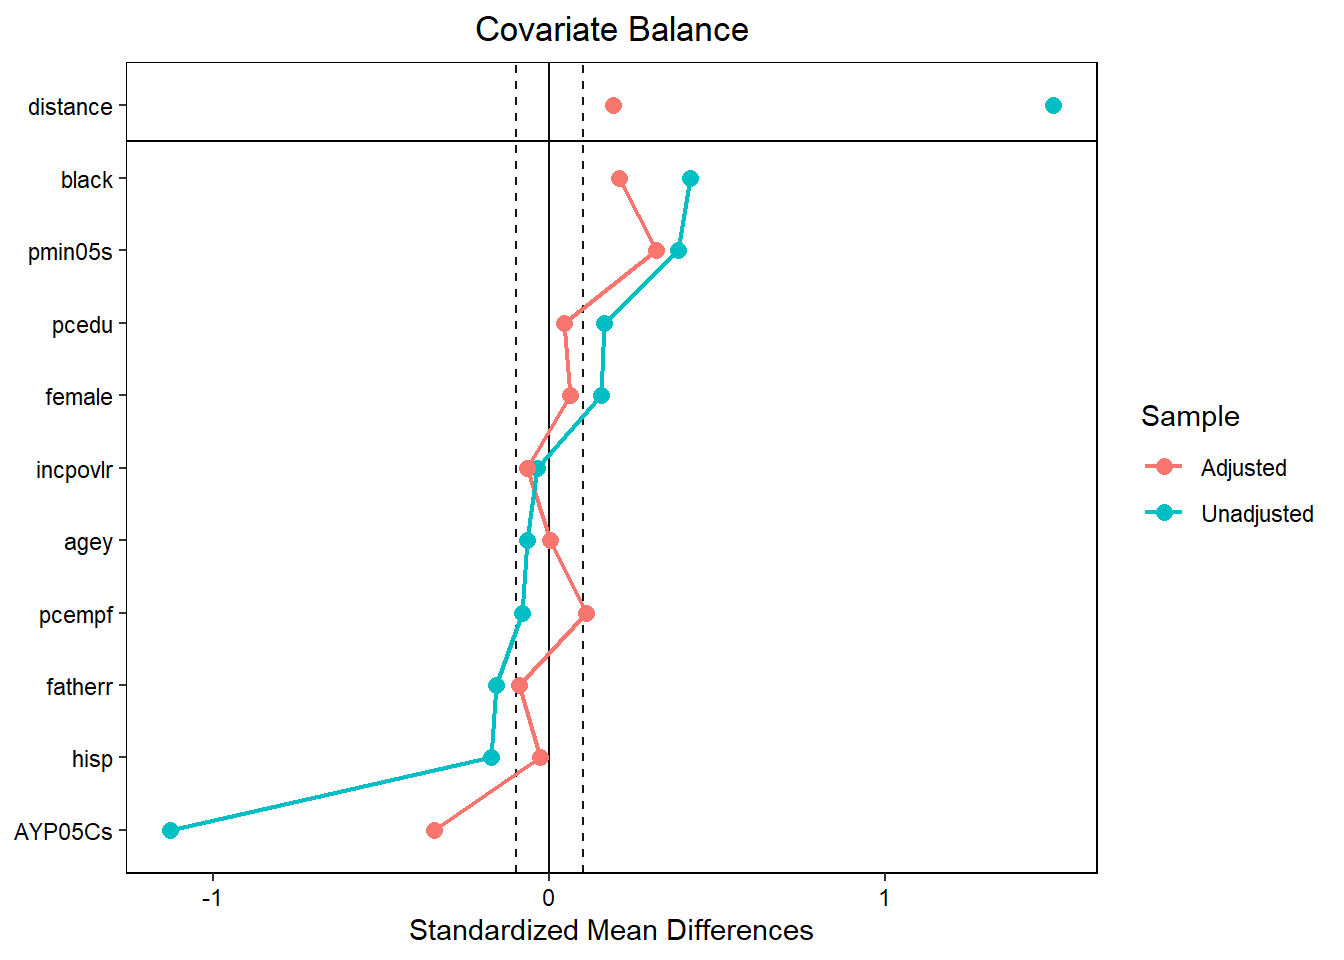 Covariate Balance
distance
black
pmin05s
pcedu
female
incpovlr
agey
pcempf
fatherr
hisp
AYP05Cs
-1 0 1
Standardized Mean Differences
Sample
Adjusted
Unadjusted